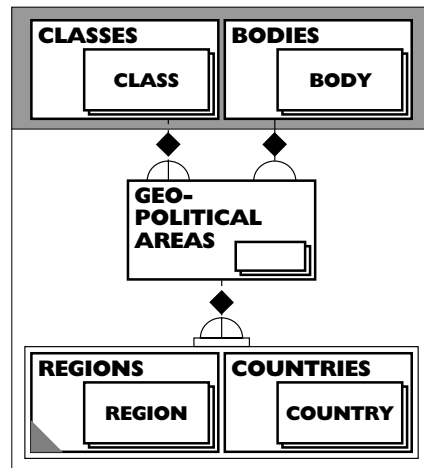 CLASSES
CLASS
BODIES
BODY
GEO-
POLITICAL
AREAS
REGIONS
REGION
COUNTRIES
COUNTRY